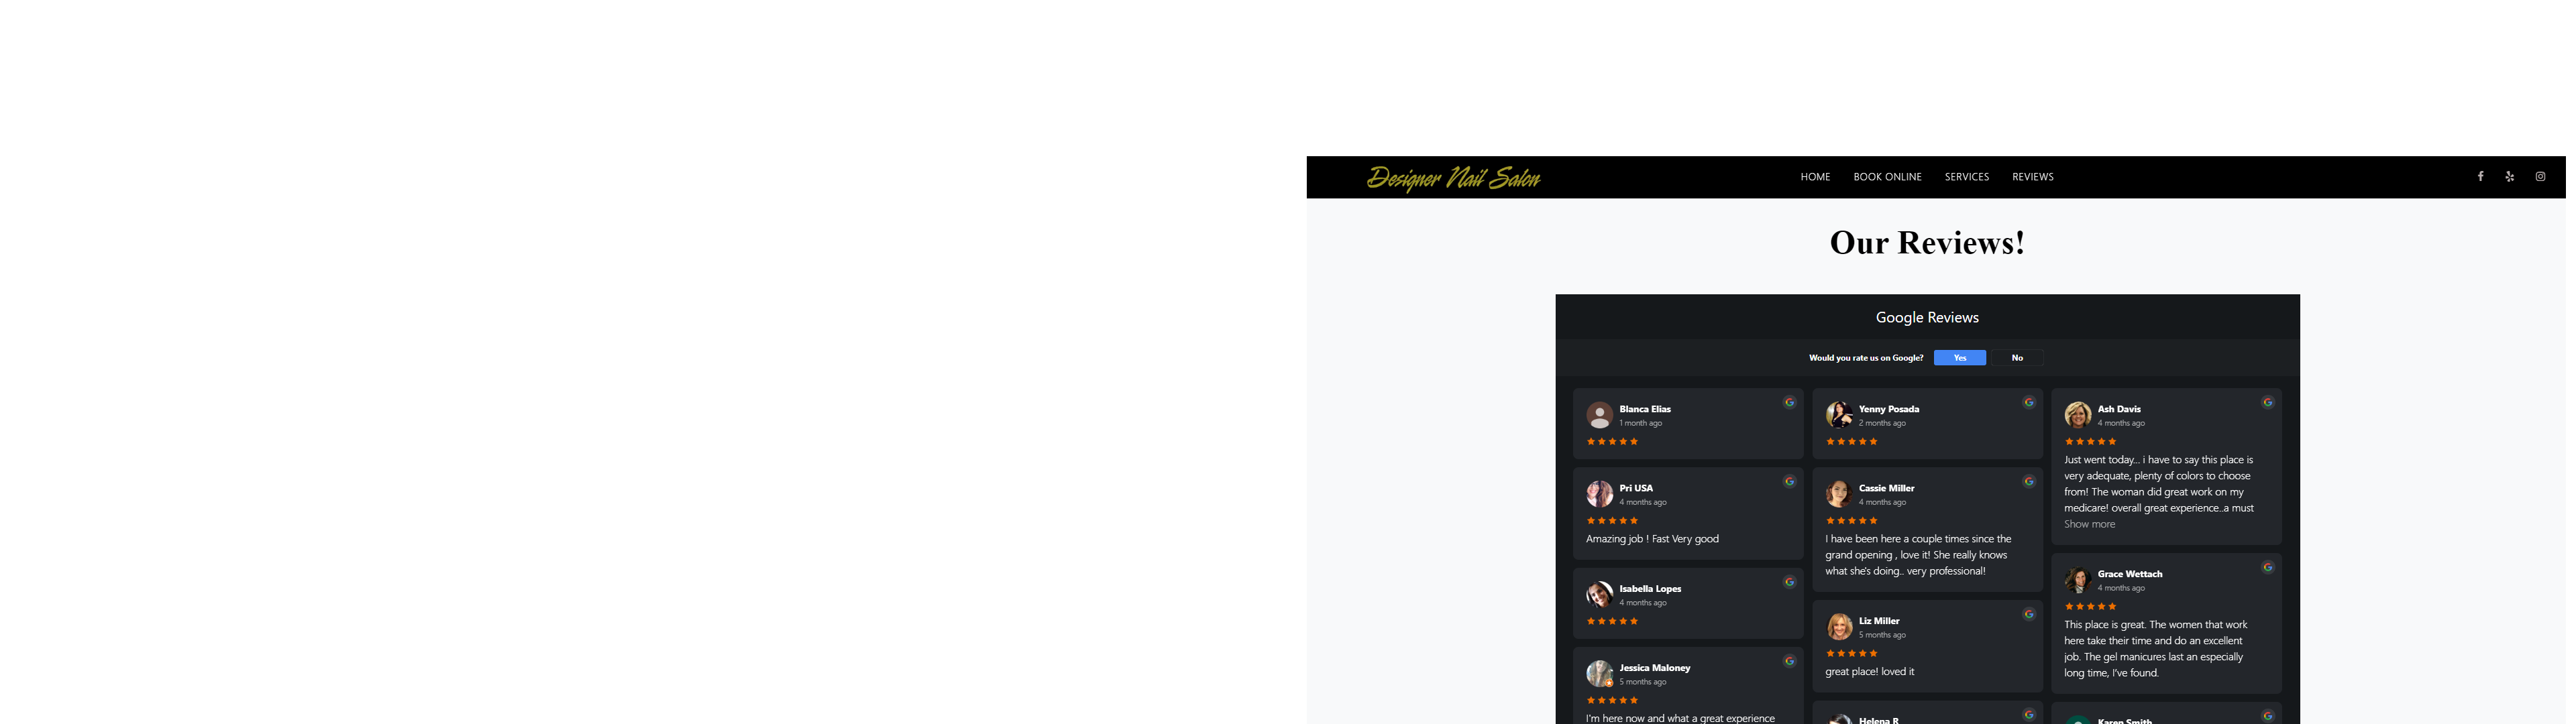 Designer Nail Salon
HOME BOOK ONLINE SERVICES REVIEWS
Our Reviews!
Google Reviews
Would you rate us on Google? Yes No
Blanca Elias
1 month ago
Pri USA
4 months ago
Amazing job ! Fast Very good
Isabella Lopes
4 months ago
Jessica Maloney
5 months ago
I'm here now and what a great experience
Yenny Posada
2 months ago
Cassie Miller
4 months ago
I have been here a couple times since the
grand opening , love it! She really knows
what she's doing.. very professional!
Liz Miller
5 months ago
great place! loved it
Helena R
Ash Davis
4 months ago
Just went today... i have to say this place is
very adequate, plenty of colors to choose
from! The woman did great work on my
medicare! overall great experience..a must
Show more
Grace Wettach
4 months ago
This place is great. The women that work
here take their time and do an excellent
job. The gel manicures last an especially
long time, I've found.
Karen Smith